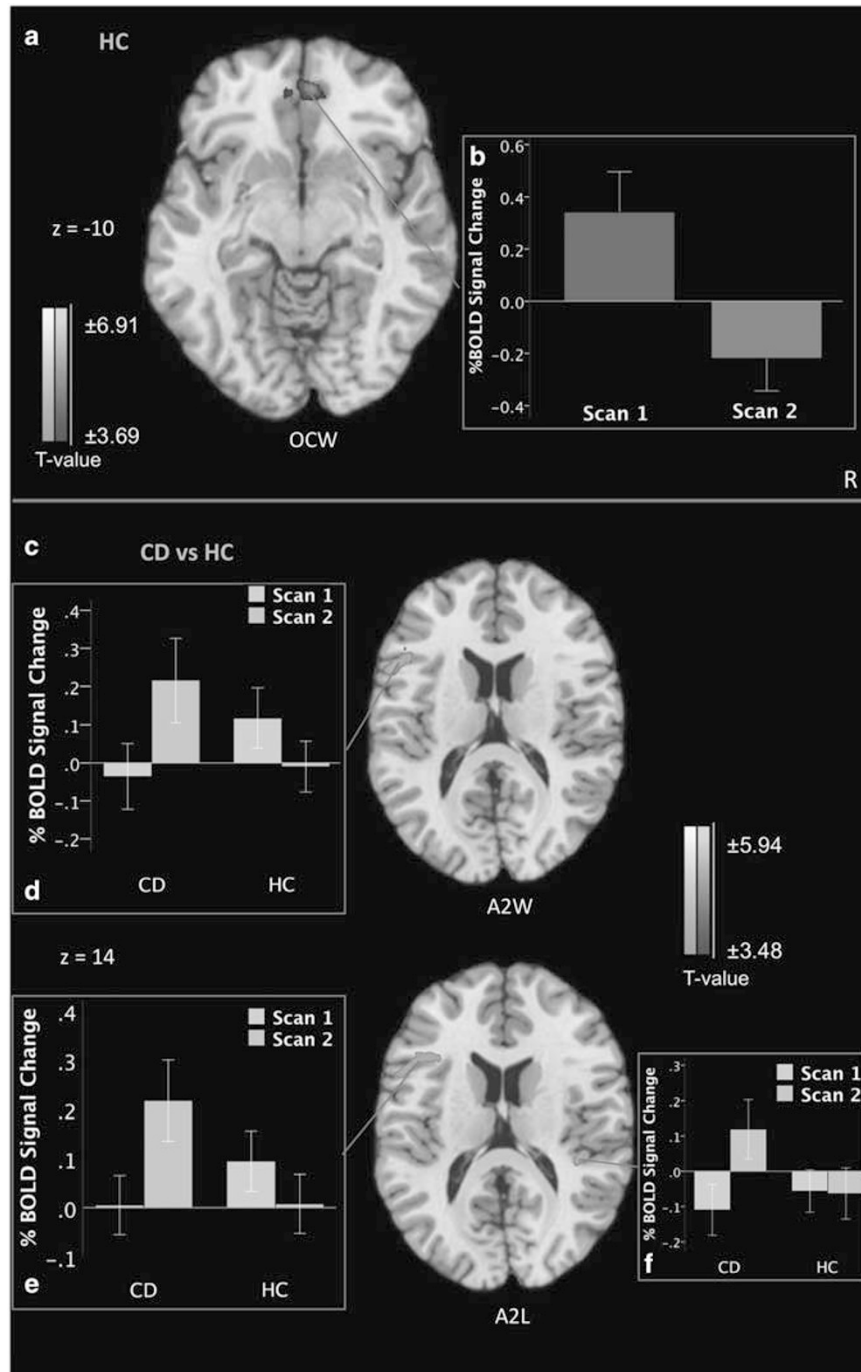 a
HC
z = -10
±6.91
±3.69
T-value
OCW
b
%BOLD Signal Change
0.6
0.4
0.2
0.0
-0.2
-0.4
Scan 1
Scan 2
R
c
CD vs HC
Scan 1
Scan 2
% BOLD Signal Change
.4
.3
.2
.1
.0
-.1
-.2
CD
HC
d
A2W
±5.94
±3.48
T-value
z = 14
Scan 1
Scan 2
% BOLD Signal Change
.4
.3
.2
.1
.0
-.1
CD
HC
e
A2L
Scan 1
Scan 2
% BOLD Signal Change
.3
.2
.1
.0
-.1
-.2
CD
HC
f